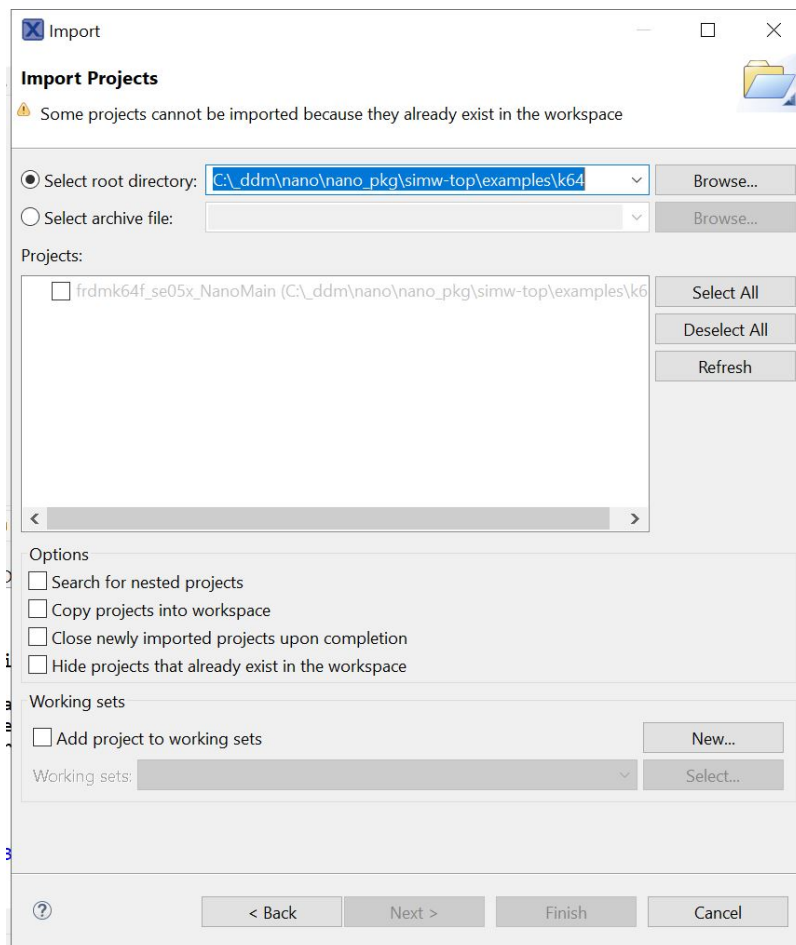 Import
Import Projects
Some projects cannot be imported because they already exist in the workspace
Select root directory: C:\_ddm\nano\nano_pkg\simw-top\examples\k64 Browse...
Select archive file: Browse...
Projects:
frdmk64f_se05x_NanoMain (C:\_ddm\nano\nano_pkg\simw-top\examples\k6
Select All
Deselect All
Refresh
Options
Search for nested projects
Copy projects into workspace
Close newly imported projects upon completion
Hide projects that already exist in the workspace
Working sets
Add project to working sets New...
Working sets: Select...
< Back Next > Finish Cancel